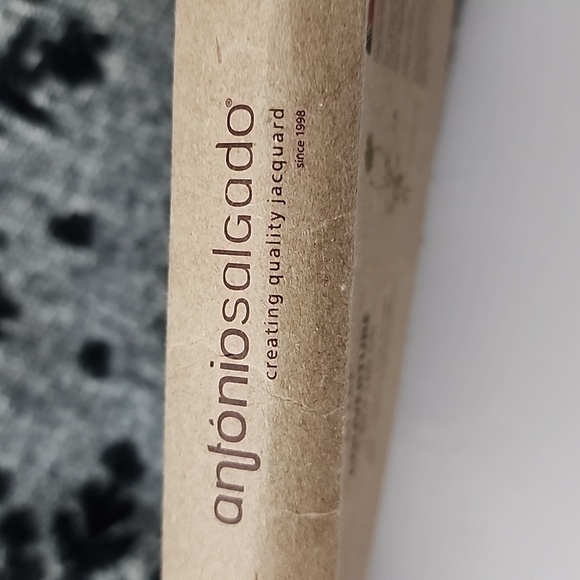 antóniosalgado®
creating quality jacquard
since 1998